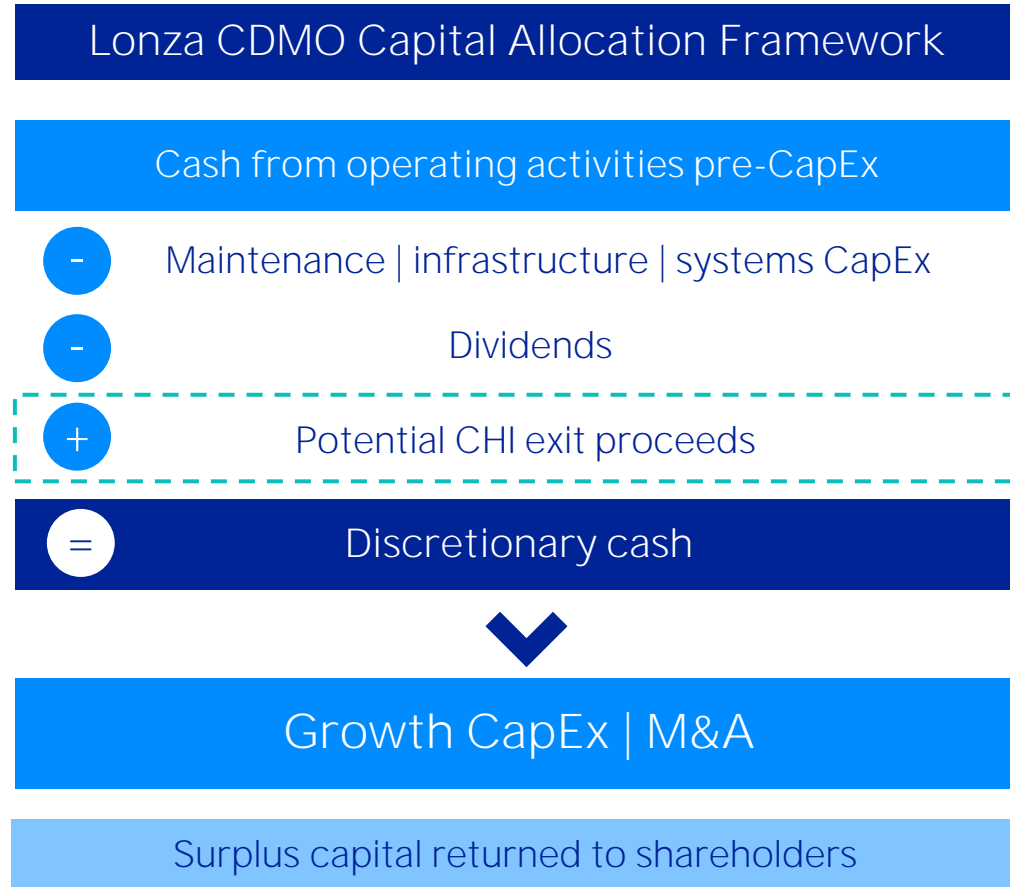 Lonza CDMO Capital Allocation Framework
Cash from operating activities pre-CapEx
- Maintenance | infrastructure | systems CapEx
- Dividends
+ Potential CHI exit proceeds
= Discretionary cash
Growth CapEx | M&A
Surplus capital returned to shareholders